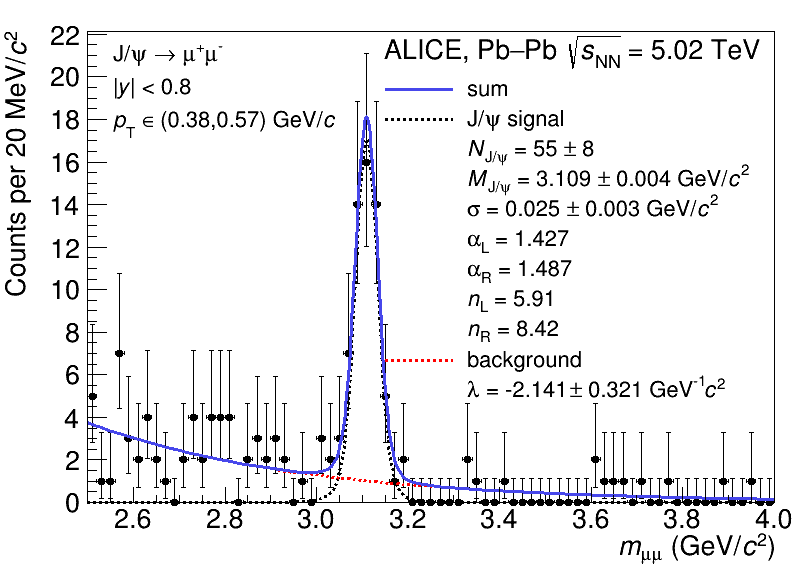 Counts per 20 MeV/c²
22
20
18
16
14
12
10
8
6
4
2
0
J/ψ → μ⁺μ⁻
|y| < 0.8
p_T ∈ (0.38,0.57) GeV/c
ALICE, Pb–Pb √s_NN = 5.02 TeV
sum
J/ψ signal
N_J/ψ = 55 ± 8
M_J/ψ = 3.109 ± 0.004 GeV/c²
σ = 0.025 ± 0.003 GeV/c²
α_L = 1.427
α_R = 1.487
n_L = 5.91
n_R = 8.42
background
λ = -2.141 ± 0.321 GeV⁻¹c²
2.6 2.8 3.0 3.2 3.4 3.6 3.8 4.0
m_μμ (GeV/c²)